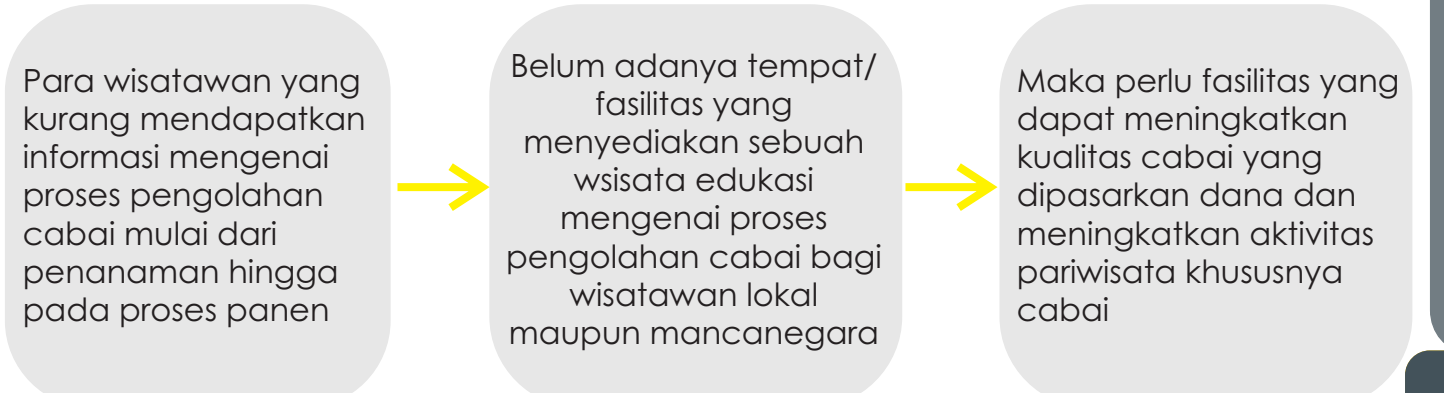 Para wisatawan yang
kurang mendapatkan
informasi mengenai
proses pengolahan
cabai mulai dari
penanaman hingga
pada proses panen
Belum adanya tempat/
fasilitas yang
menyediakan sebuah
wsisata edukasi
mengenai proses
pengolahan cabai bagi
wisatawan lokal
maupun mancanegara
Maka perlu fasilitas yang
dapat meningkatkan
kualitas cabai yang
dipasarkan dana dan
meningkatkan aktivitas
pariwisata khususnya
cabai